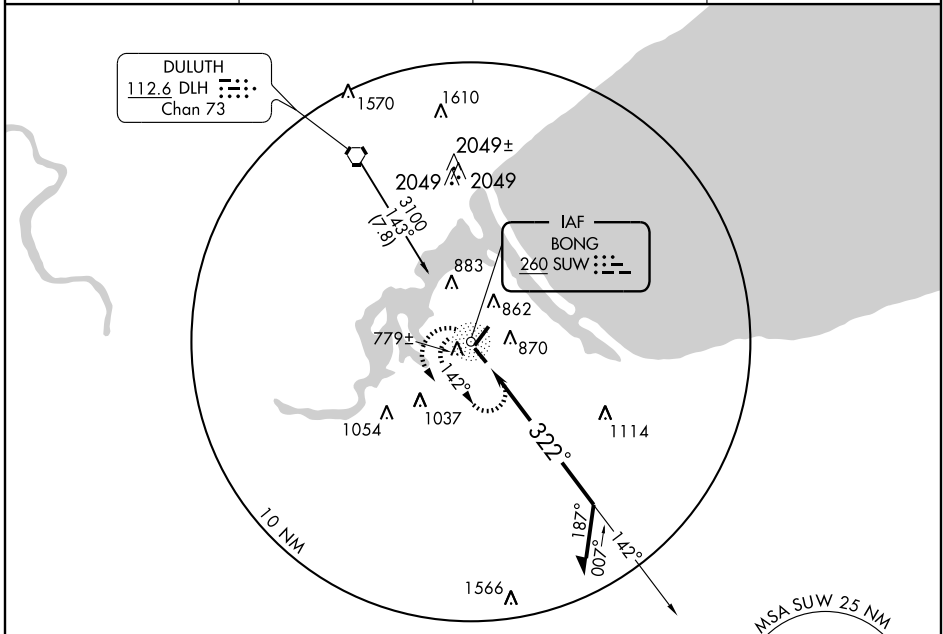 DULUTH
112.6 DLH
Chan 73
1570
1610
2049±
2049
2049
3100
143°
(7.8)
IAF
BONG
260 SUW
883
862
779±
870
142°
1037
1054
1114
322°
10 NM
187°
007°
142°
1566
MSA SUW 25 NM